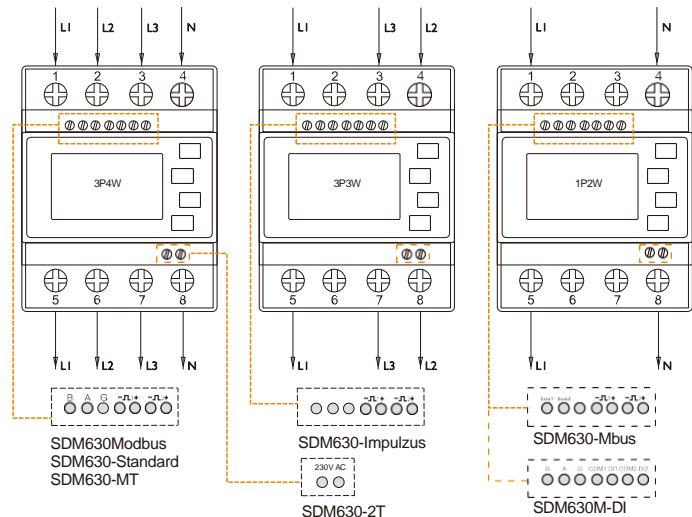 L1 L2 L3 N L1 L3 L2 L1 N
1 2 3 4 1 2 3 4 1 2 3 4
3P4W 3P3W 1P2W
5 6 7 8 5 6 7 8 5 6 7 8
L1 L2 L3 N L1 L3 L2 L1 N
B A G - + - +
- + - +
bus1 bus2 - + - +
SDM630Modbus
SDM630-Standard
SDM630-MT
SDM630-Impulzus
SDM630-Mbus
230V AC
SDM630-2T
B A G COM1 DI1 COM2 DI2
SDM630M-DI